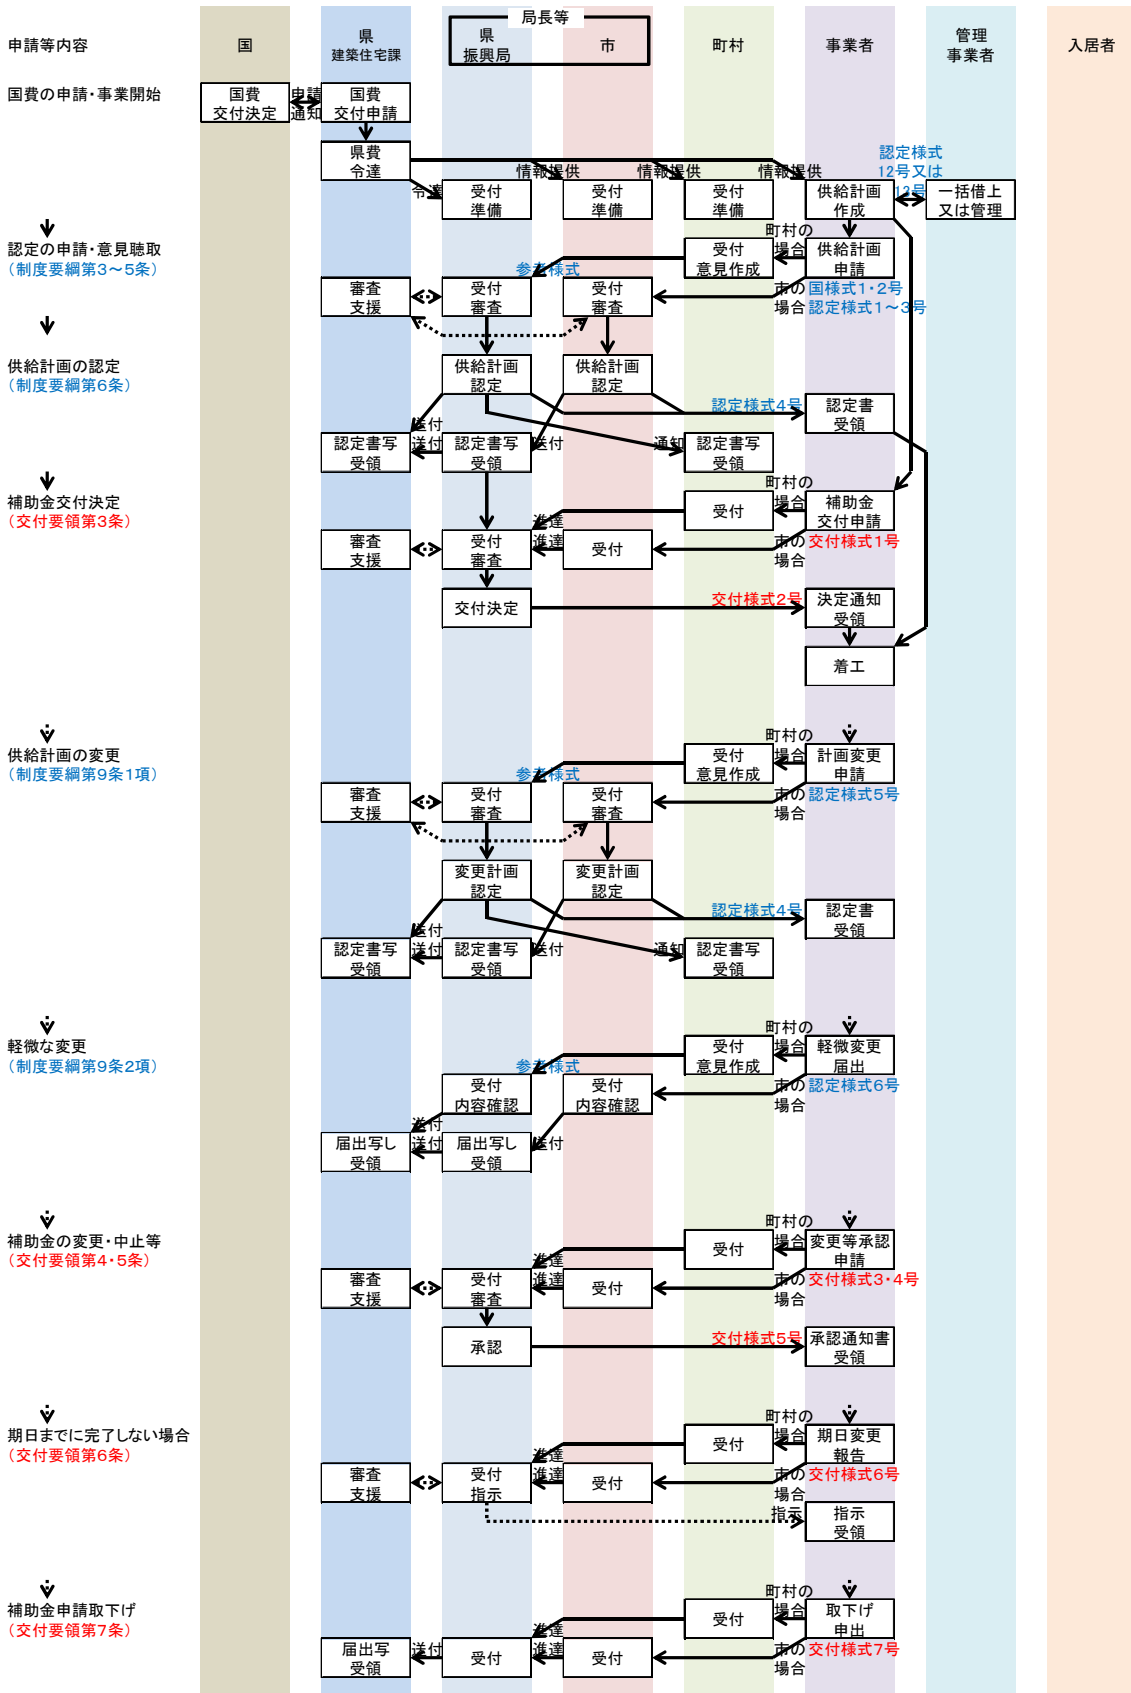 局長等
申請等内容
国
県
建築住宅課
県
振興局
市
町村
事業者
管理
事業者
入居者
国費の申請・事業開始
国費
交付決定
申請
通知
国費
交付申請
県費
令達
令達
情報提供
情報提供
情報提供
認定様式
12号又は
13号
受付
準備
受付
準備
受付
準備
供給計画
作成
一括借上
又は管理
認定の申請・意見聴取
（制度要綱第3～5条）
町村の
場合
供給計画
申請
受付
意見作成
参考様式
市の
場合
国様式1・2号
認定様式1～3号
審査
支援
受付
審査
受付
審査
供給計画の認定
（制度要綱第6条）
供給計画
認定
供給計画
認定
認定様式4号
認定書
受領
送付
送付
送付
通知
認定書写
受領
認定書写
受領
認定書写
受領
補助金交付決定
（交付要領第3条）
町村の
場合
補助金
交付申請
受付
進達
進達
市の
場合
交付様式1号
審査
支援
受付
審査
受付
交付決定
交付様式2号
決定通知
受領
着工
供給計画の変更
（制度要綱第9条1項）
町村の
場合
計画変更
申請
受付
意見作成
参考様式
市の
場合
認定様式5号
審査
支援
受付
審査
受付
審査
変更計画
認定
変更計画
認定
認定様式4号
認定書
受領
送付
送付
送付
通知
認定書写
受領
認定書写
受領
認定書写
受領
軽微な変更
（制度要綱第9条2項）
町村の
場合
軽微変更
届出
受付
意見作成
参考様式
市の
場合
認定様式6号
受付
内容確認
受付
内容確認
送付
送付
送付
届出写し
受領
届出写し
受領
補助金の変更・中止等
（交付要領第4・5条）
町村の
場合
変更等承認
申請
受付
進達
進達
市の
場合
交付様式3・4号
審査
支援
受付
審査
受付
承認
交付様式5号
承認通知書
受領
期日までに完了しない場合
（交付要領第6条）
町村の
場合
期日変更
報告
受付
進達
進達
市の
場合
交付様式6号
審査
支援
受付
指示
受付
指示
指示
受領
補助金申請取下げ
（交付要領第7条）
町村の
場合
取下げ
申出
受付
進達
進達
市の
場合
交付様式7号
届出写
受領
送付
受付
受付